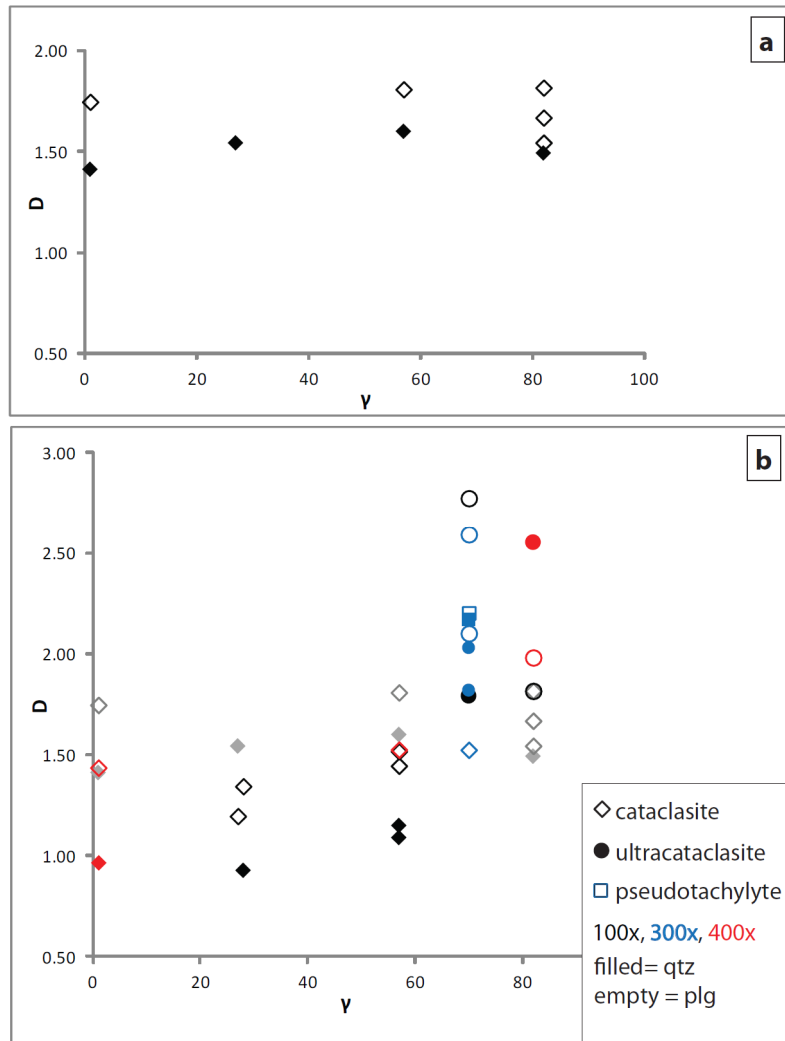 a
2.00
1.50
D
1.00
0.50
0 20 40 60 80 100
γ
b
3.00
2.50
2.00
D
1.50
1.00
0.50
0 20 40 60 80
γ
cataclasite
ultracataclasite
pseudotachylyte
100x, 300x, 400x
filled= qtz
empty = plg